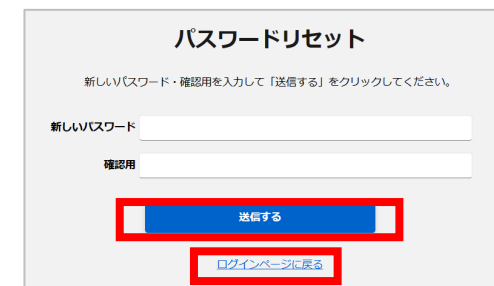 パスワードリセット
新しいパスワード・確認用を入力して「送信する」をクリックしてください。
新しいパスワード
確認用
送信する
ログインページに戻る